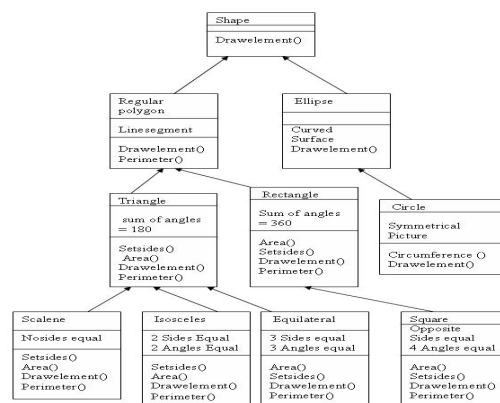 Shape
Drawelement()
Regular
polygon
Linesegment
Drawelement()
Perimeter()
Ellipse
Curved
Surface
Drawelement()
Triangle
sum of angles
= 180
Setsides()
Area()
Drawelement()
Perimeter()
Rectangle
Sum of angles
= 360
Area()
Setsides()
Drawelement()
Perimeter()
Circle
Symmetrical
Picture
Circumference ()
Drawelement()
Scalene
Nosides equal
Setsides()
Area()
Drawelement()
Perimeter()
Isosceles
2 Sides Equal
2 Angles Equal
Setsides()
Area()
Drawelement()
Perimeter()
Equilateral
3 Sides equal
3 Angles equal
Area()
Setsides()
Drawelement()
Perimeter()
Square
Opposite
Sides equal
4 Angles equal
Area()
Setsides()
Drawelement()
Perimeter()